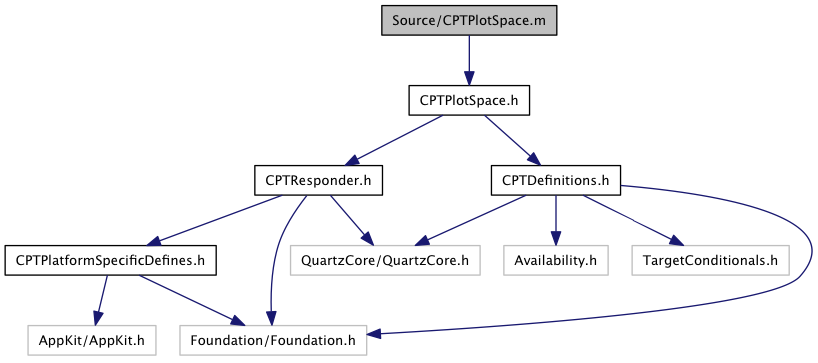 Source/CPTPlotSpace.m
CPTPlotSpace.h
CPTResponder.h
CPTDefinitions.h
CPTPlatformSpecificDefines.h
QuartzCore/QuartzCore.h
Availability.h
TargetConditionals.h
AppKit/AppKit.h
Foundation/Foundation.h